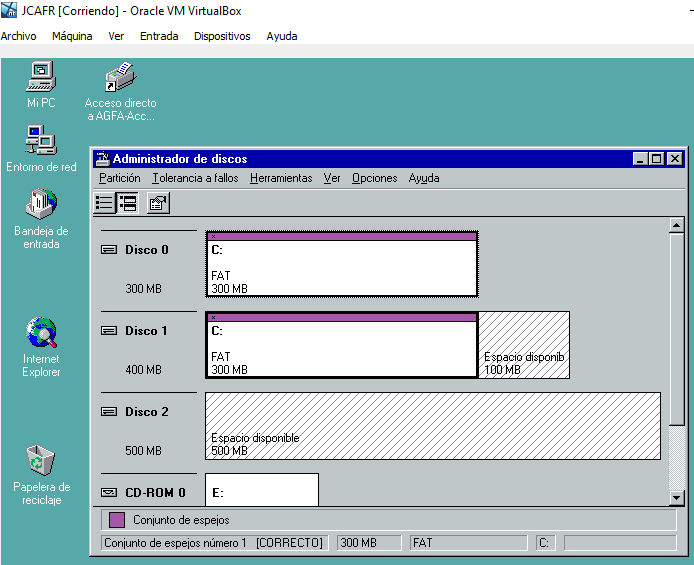 JCAFR [Corriendo] - Oracle VM VirtualBox
Archivo Máquina Ver Entrada Dispositivos Ayuda
Mi PC
Acceso directo
a AGFA-Acc...
Entorno de red
Bandeja de
entrada
Internet
Explorer
Papelera de
reciclaje
Administrador de discos
Partición Tolerancia a fallos Herramientas Ver Opciones Ayuda
Disco 0
300 MB
C:
FAT
300 MB
Disco 1
400 MB
C:
FAT
300 MB
Espacio disponib
100 MB
Disco 2
500 MB
Espacio disponible
500 MB
CD-ROM 0
E:
Conjunto de espejos
Conjunto de espejos número 1 [CORRECTO] 300 MB FAT C: